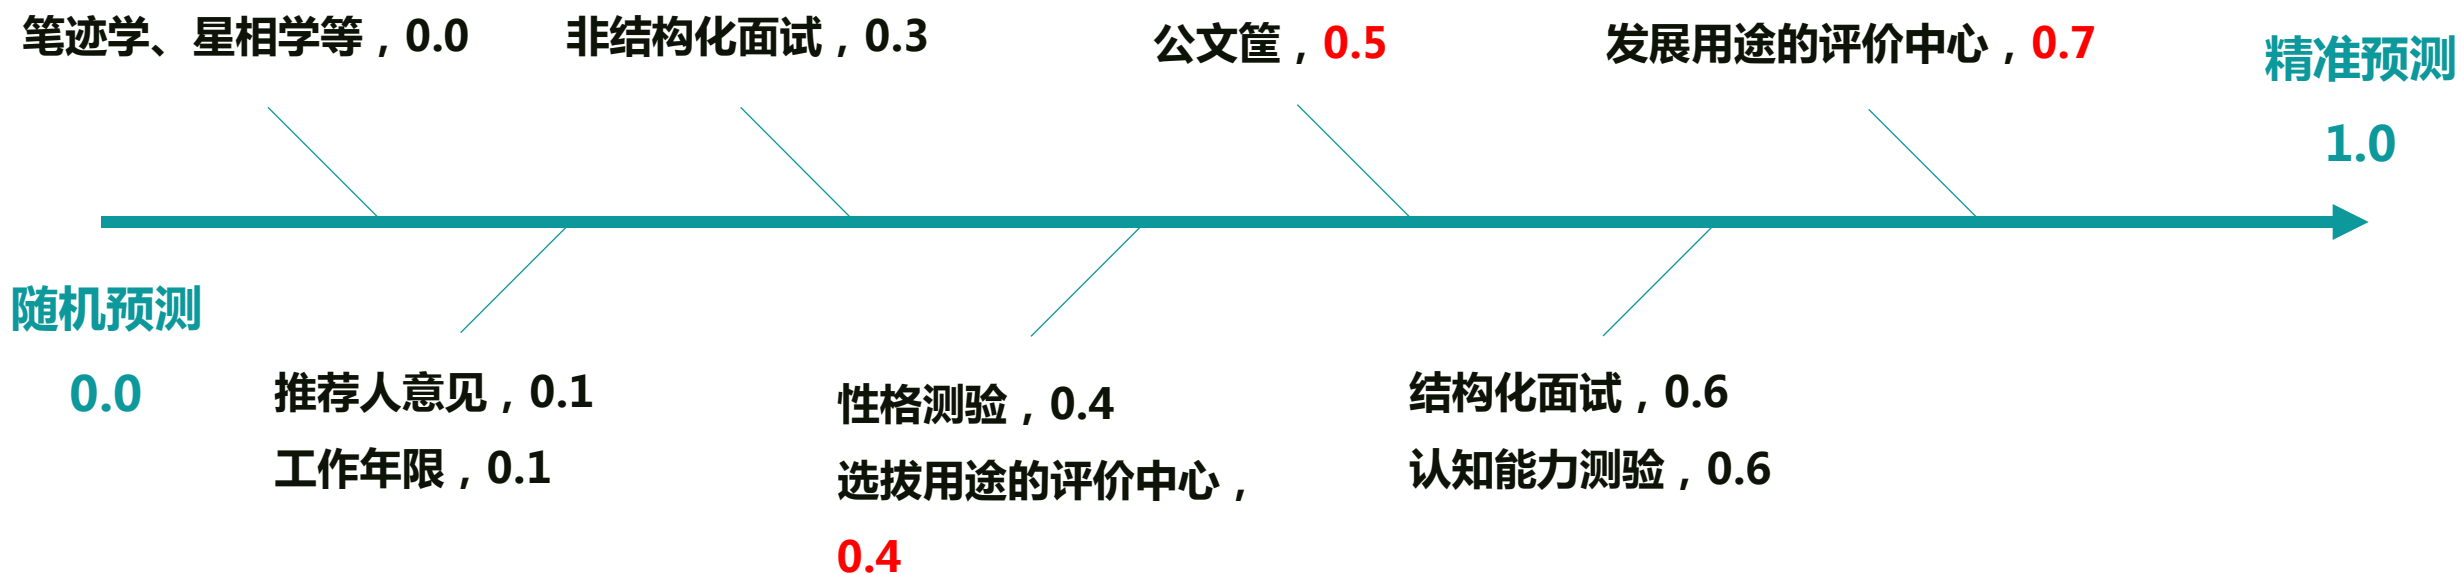 笔迹学、星相学等，0.0
非结构化面试，0.3
公文筐，0.5
发展用途的评价中心，0.7
精准预测
1.0
随机预测
0.0
推荐人意见，0.1
工作年限，0.1
性格测验，0.4
选拔用途的评价中心，
0.4
结构化面试，0.6
认知能力测验，0.6